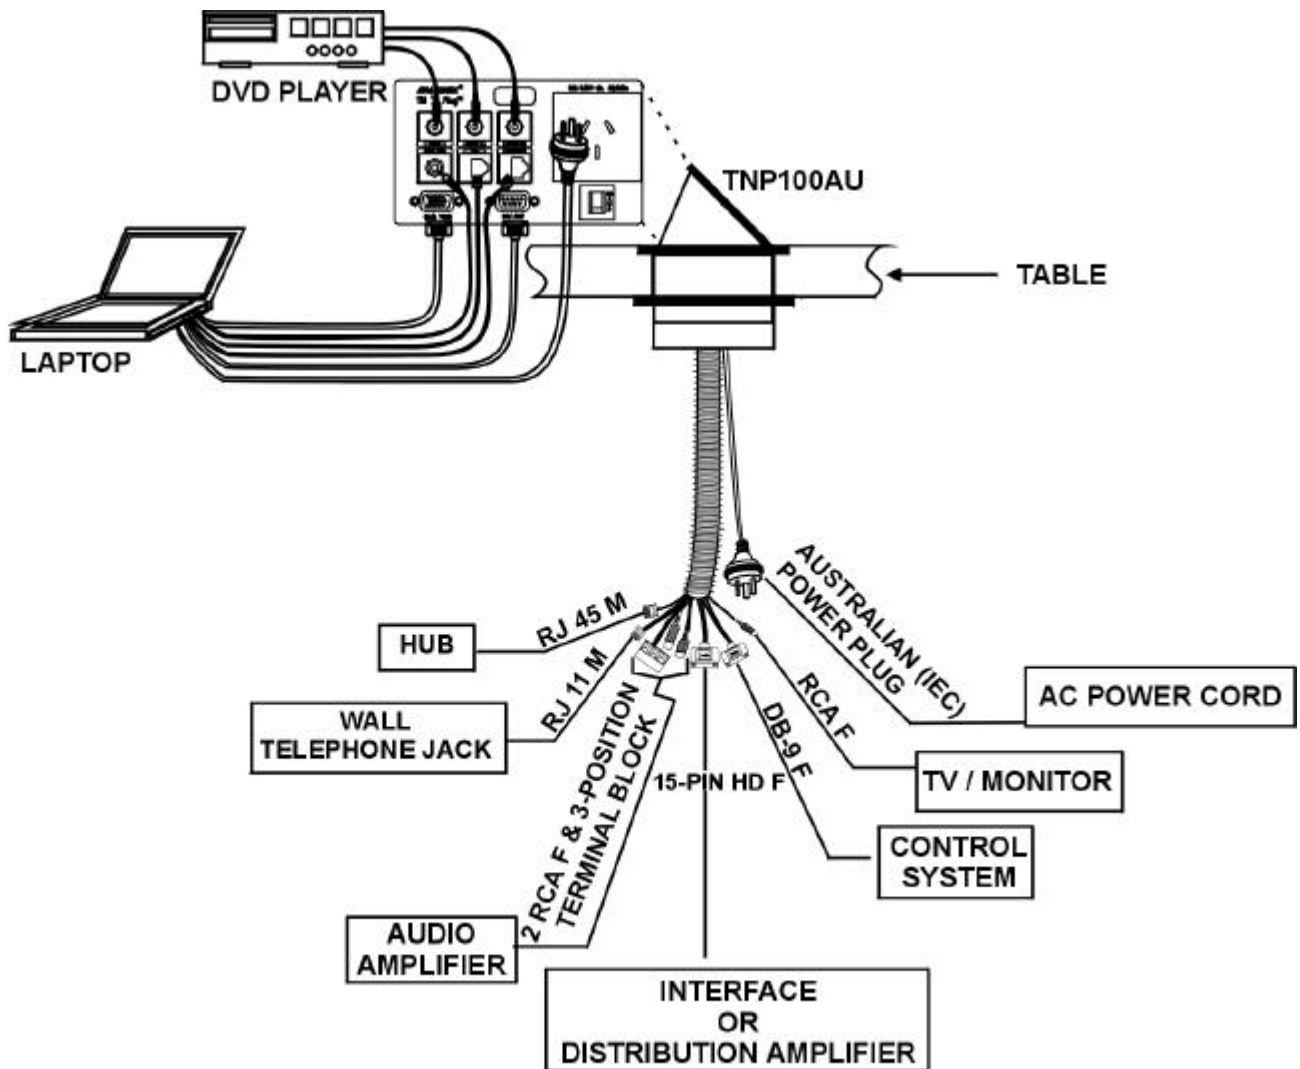 DVD PLAYER
TNP100AU
TABLE
LAPTOP
AUSTRALIAN (IEC)
POWER PLUG
RJ 45 M
HUB
RJ 11 M
WALL
TELEPHONE JACK
2 RCA F & 3-POSITION
TERMINAL BLOCK
15-PIN HD F
DB-9 F
RCA F
AC POWER CORD
TV / MONITOR
CONTROL
SYSTEM
AUDIO
AMPLIFIER
INTERFACE
OR
DISTRIBUTION AMPLIFIER